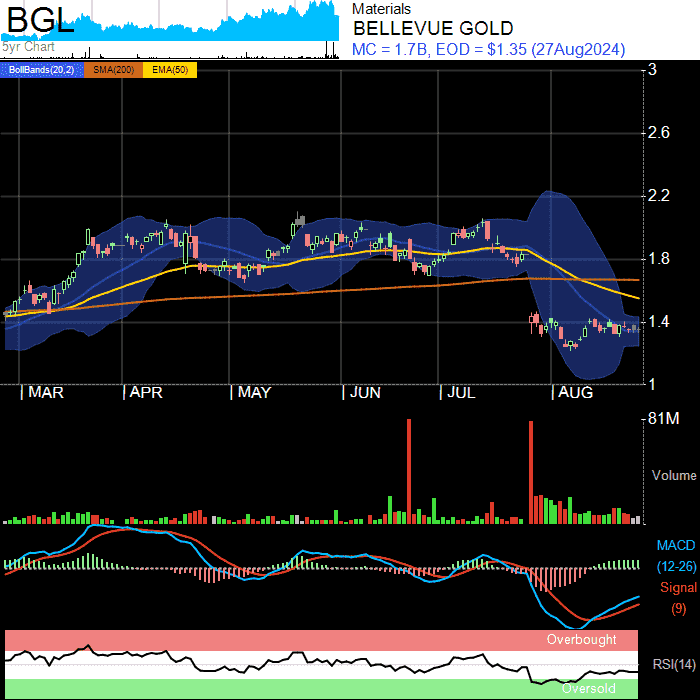 BGL
5yr Chart
Materials
BELLEVUE GOLD
MC = 1.7B, EOD = $1.35 (27Aug2024)
BollBands(20,2) SMA(200) EMA(50)
3
2.6
2.2
1.8
1.4
1
MAR APR MAY JUN JUL AUG
81M
Volume
MACD
(12-26)
Signal
(9)
Overbought
RSI(14)
Oversold